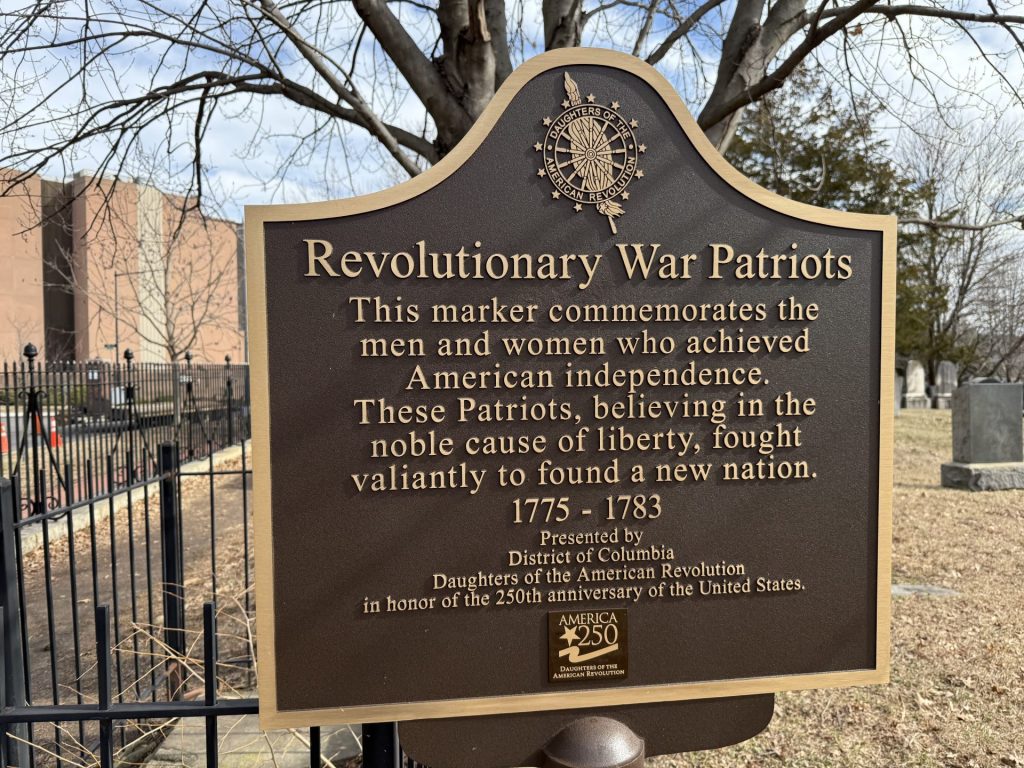 DAUGHTERS OF THE
AMERICAN REVOLUTION
Revolutionary War Patriots
This marker commemorates the
men and women who achieved
American independence.
These Patriots, believing in the
noble cause of liberty, fought
valiantly to found a new nation.
1775 - 1783
Presented by
District of Columbia
Daughters of the American Revolution
in honor of the 250th anniversary of the United States.
AMERICA
250
DAUGHTERS OF THE
AMERICAN REVOLUTION